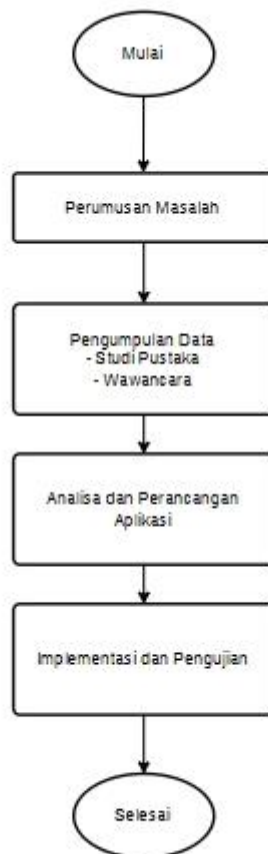 Mulai
Perumusan Masalah
Pengumpulan Data
- Studi Pustaka
- Wawancara
Analisa dan Perancangan
Aplikasi
Implementasi dan Pengujian
Selesai